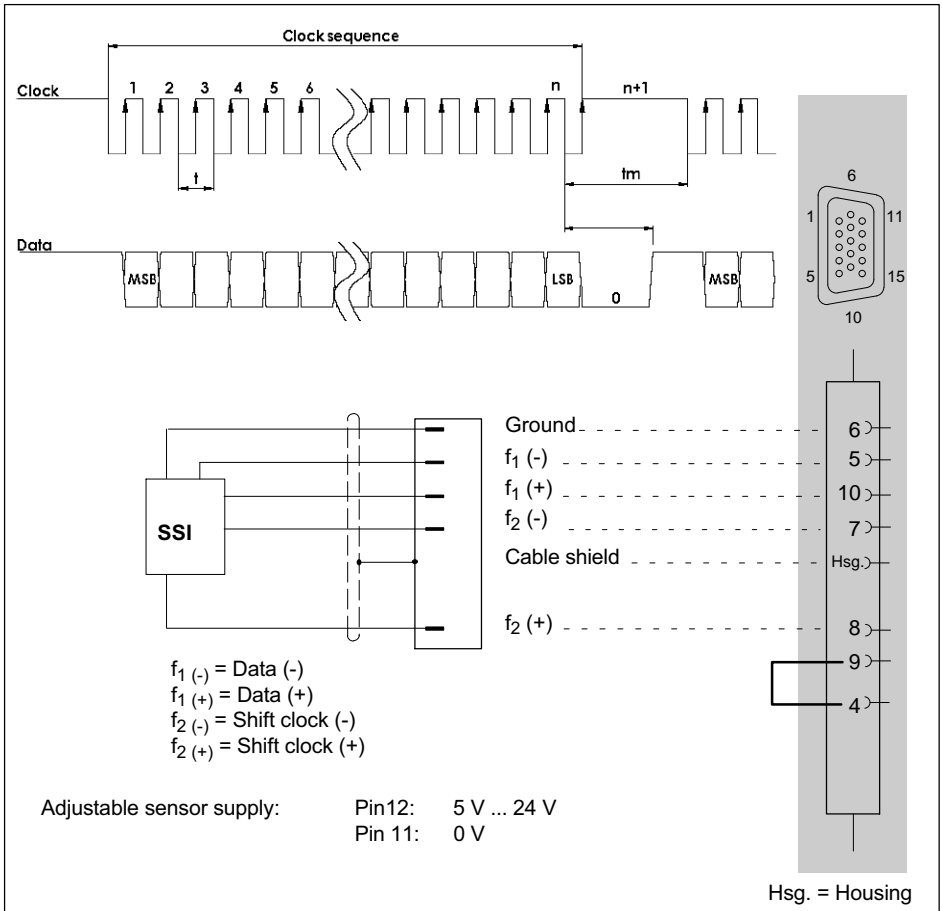 Clock sequence
1 2 3 4 5 6 n n+1
Clock
t
tm
Data
MSB LSB 0 MSB
6
1 11
5 15
10
Ground 6
f1 (-) 5
f1 (+) 10
f2 (-) 7
SSI
Cable shield Hsg.
f2 (+) 8
9
4
f1 (-) = Data (-)
f1 (+) = Data (+)
f2 (-) = Shift clock (-)
f2 (+) = Shift clock (+)
Adjustable sensor supply: Pin12: 5 V ... 24 V
Pin 11: 0 V
Hsg. = Housing